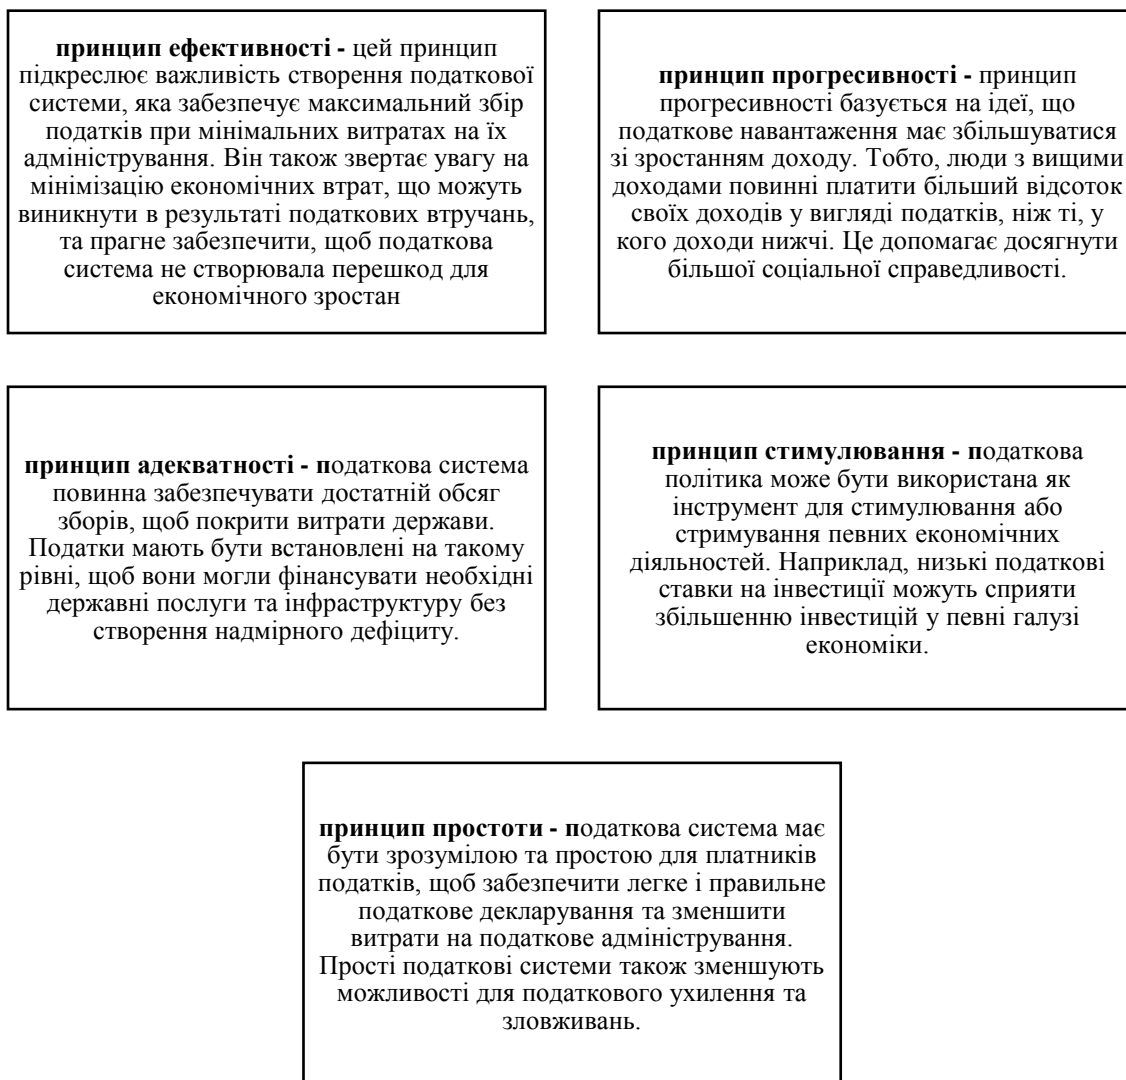 принцип ефективності - цей принцип
підкреслює важливість створення податкової
системи, яка забезпечує максимальний збір
податків при мінімальних витратах на їх
адміністрування. Він також звертає увагу на
мінімізацію економічних втрат, що можуть
виникнути в результаті податкових втручань,
та прагне забезпечити, щоб податкова
система не створювала перешкод для
економічного зростан
принцип прогресивності - принцип
прогресивності базується на ідеї, що
податкове навантаження має збільшуватися
зі зростанням доходу. Тобто, люди з вищими
доходами повинні платити більший відсоток
своїх доходів у вигляді податків, ніж ті, у
кого доходи нижчі. Це допомагає досягнути
більшої соціальної справедливості.
принцип адекватності - податкова система
повинна забезпечувати достатній обсяг
зборів, щоб покрити витрати держави.
Податки мають бути встановлені на такому
рівні, щоб вони могли фінансувати необхідні
державні послуги та інфраструктуру без
створення надмірного дефіциту.
принцип стимулювання - податкова
політика може бути використана як
інструмент для стимулювання або
стримування певних економічних
діяльностей. Наприклад, низькі податкові
ставки на інвестиції можуть сприяти
збільшенню інвестицій у певні галузі
економіки.
принцип простоти - податкова система має
бути зрозумілою та простою для платників
податків, щоб забезпечити легке і правильне
податкове декларування та зменшити
витрати на податкове адміністрування.
Прості податкові системи також зменшують
можливості для податкового ухилення та
зловживань.